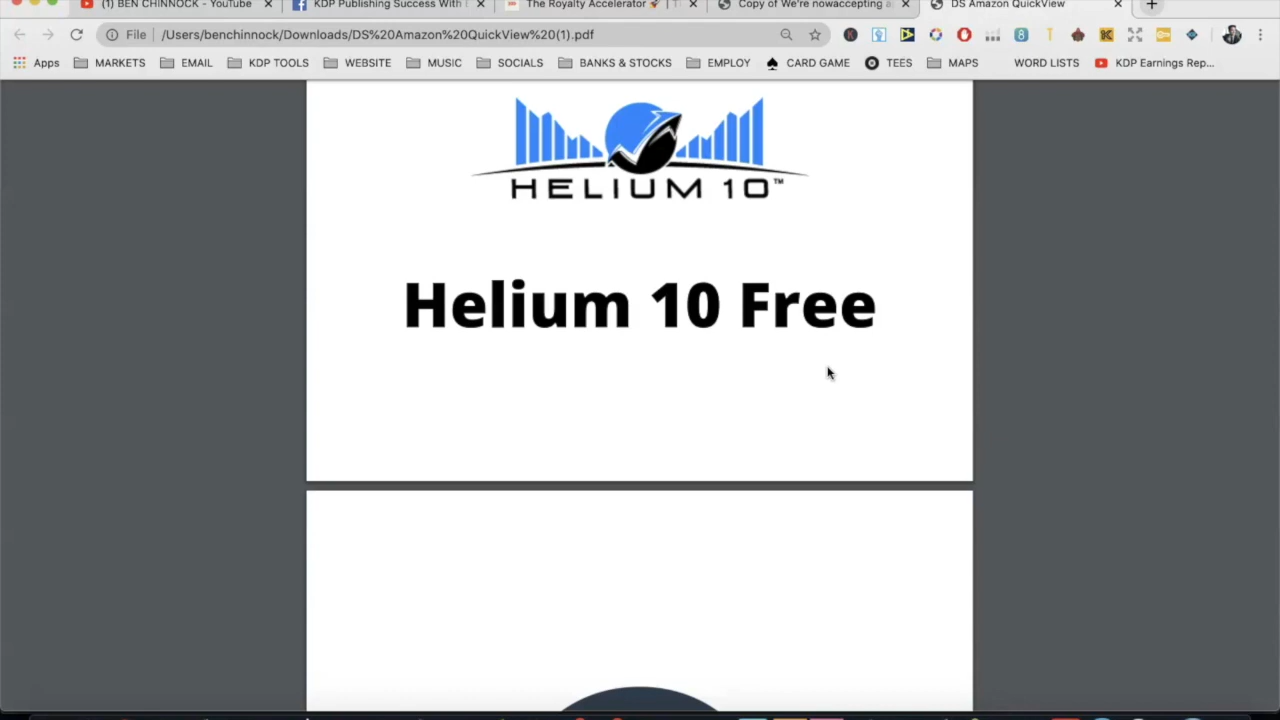 (1) BEN CHINNOCK - YouTube
KDP Publishing Success With
The Royalty Accelerator 🚀 |
Copy of We're nowaccepting a
DS Amazon QuickView
File | /Users/benchinnock/Downloads/DS%20Amazon%20QuickView%20(1).pdf
Apps MARKETS EMAIL KDP TOOLS WEBSITE MUSIC SOCIALS BANKS & STOCKS EMPLOY CARD GAME TEES MAPS WORD LISTS KDP Earnings Rep...
HELIUM 10™
Helium 10 Free